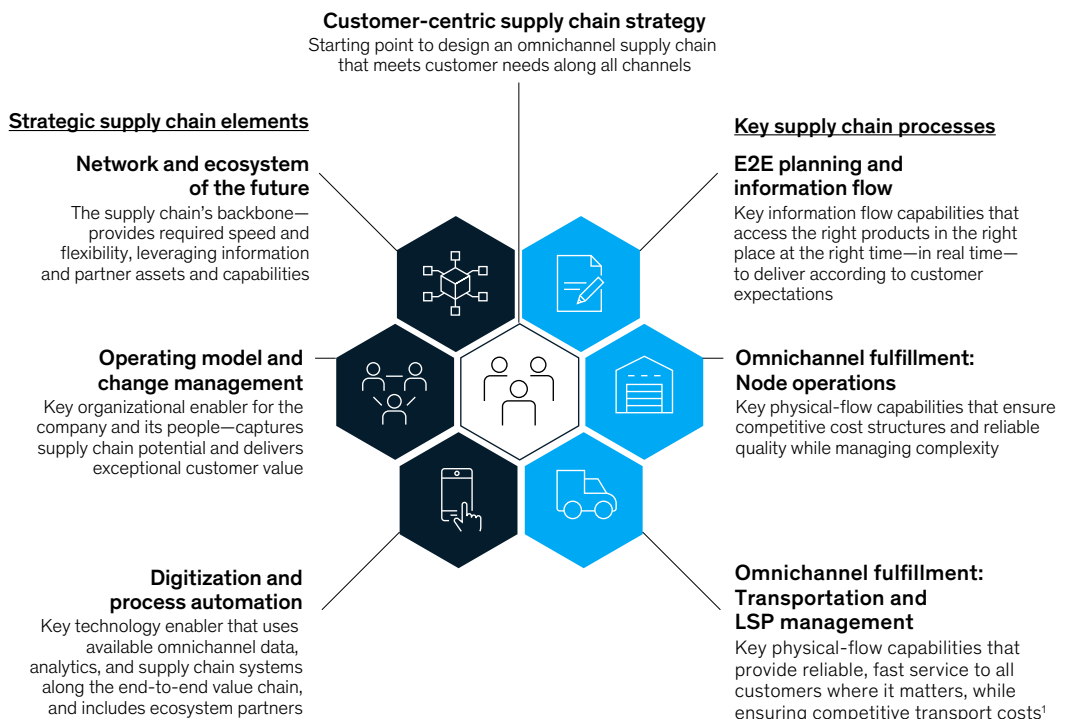 Customer-centric supply chain strategy
Starting point to design an omnichannel supply chain
that meets customer needs along all channels
Strategic supply chain elements
Network and ecosystem
of the future
The supply chain's backbone—
provides required speed and
flexibility, leveraging information
and partner assets and capabilities
Operating model and
change management
Key organizational enabler for the
company and its people—captures
supply chain potential and delivers
exceptional customer value
Digitization and
process automation
Key technology enabler that uses
available omnichannel data,
analytics, and supply chain systems
along the end-to-end value chain,
and includes ecosystem partners
Key supply chain processes
E2E planning and
information flow
Key information flow capabilities that
access the right products in the right
place at the right time—in real time—
to deliver according to customer
expectations
Omnichannel fulfillment:
Node operations
Key physical-flow capabilities that ensure
competitive cost structures and reliable
quality while managing complexity
Omnichannel fulfillment:
Transportation and
LSP management
Key physical-flow capabilities that
provide reliable, fast service to all
customers where it matters, while
ensuring competitive transport costs¹